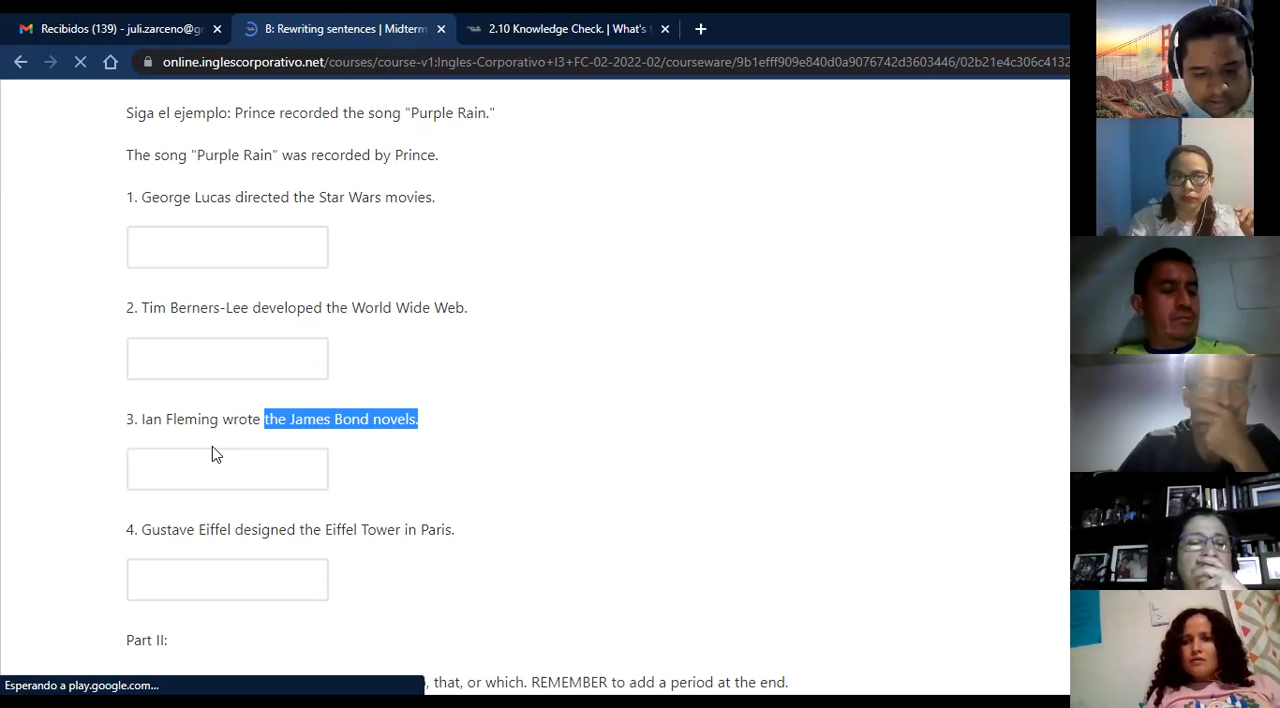 Recibidos (139) - juli.zarceno@gr
B: Rewriting sentences | Midterm
2.10 Knowledge Check. | What's t
online.inglescorporativo.net/courses/course-v1:Ingles-Corporativo+I3+FC-02-2022-02/courseware/9b1efff909e840d0a9076742d3603446/02b21e4c306c4132
Siga el ejemplo: Prince recorded the song "Purple Rain."
The song "Purple Rain" was recorded by Prince.
1. George Lucas directed the Star Wars movies.
2. Tim Berners-Lee developed the World Wide Web.
3. Ian Fleming wrote the James Bond novels.
4. Gustave Eiffel designed the Eiffel Tower in Paris.
Part II:
, that, or which. REMEMBER to add a period at the end.
Esperando a play.google.com...